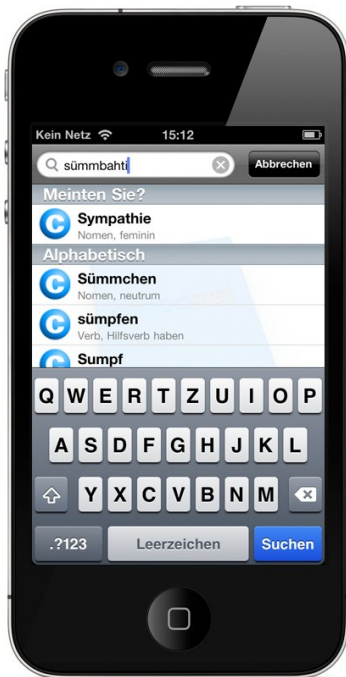 Kein Netz 15:12
sümmbahti Abbrechen
Meinten Sie?
C Sympathie
Nomen, feminin
Alphabetisch
C Sümmchen
Nomen, neutrum
C sümpfen
Verb, Hilfsverb haben
C Sumpf
Q W E R T Z U I O P
A S D F G H J K L
Y X C V B N M
.?123 Leerzeichen Suchen